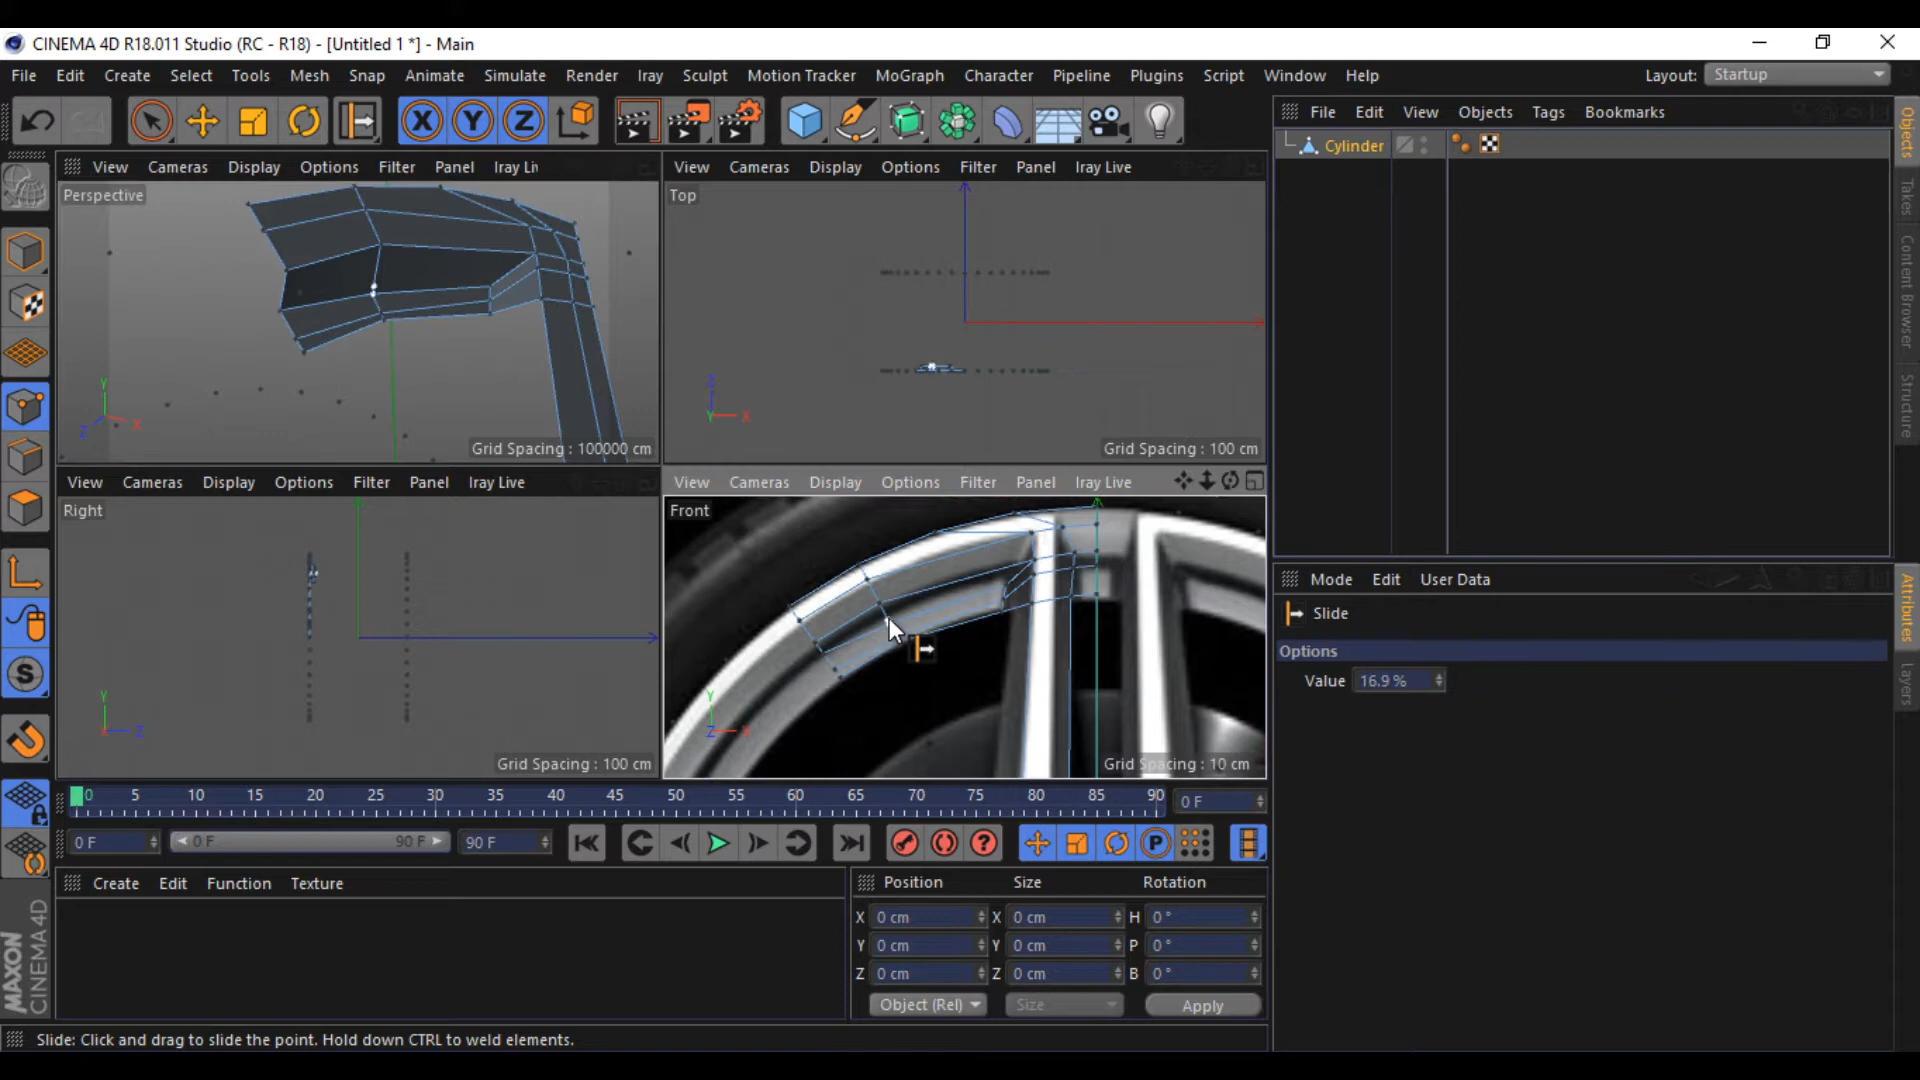 CINEMA 4D R18.011 Studio (RC - R18) - [Untitled 1 *] - Main
File Edit Create Select Tools Mesh Snap Animate Simulate Render Iray Sculpt Motion Tracker MoGraph Character Pipeline Plugins Script Window Help Layout: Startup
File Edit View Objects Tags Bookmarks
Cylinder
Objects
Takes
Content Browser
Structure
View Cameras Display Options Filter Panel Iray Li
Perspective
Y
X
Z
Grid Spacing : 100000 cm
View Cameras Display Options Filter Panel Iray Live
Top
Z
Y X
Grid Spacing : 100 cm
View Cameras Display Options Filter Panel Iray Live
Right
Y
X Z
Grid Spacing : 100 cm
View Cameras Display Options Filter Panel Iray Live
Front
Y
Z X
Grid Spacing : 10 cm
Mode Edit User Data
Slide
Options
Value 16.9 %
Attributes
Layers
0 5 10 15 20 25 30 35 40 45 50 55 60 65 70 75 80 85 90 0 F
0 F 0 F 90 F 90 F
Create Edit Function Texture
Position Size Rotation
X 0 cm X 0 cm H 0 °
Y 0 cm Y 0 cm P 0 °
Z 0 cm Z 0 cm B 0 °
Object (Rel) Size Apply
MAXON
CINEMA 4D
Slide: Click and drag to slide the point. Hold down CTRL to weld elements.